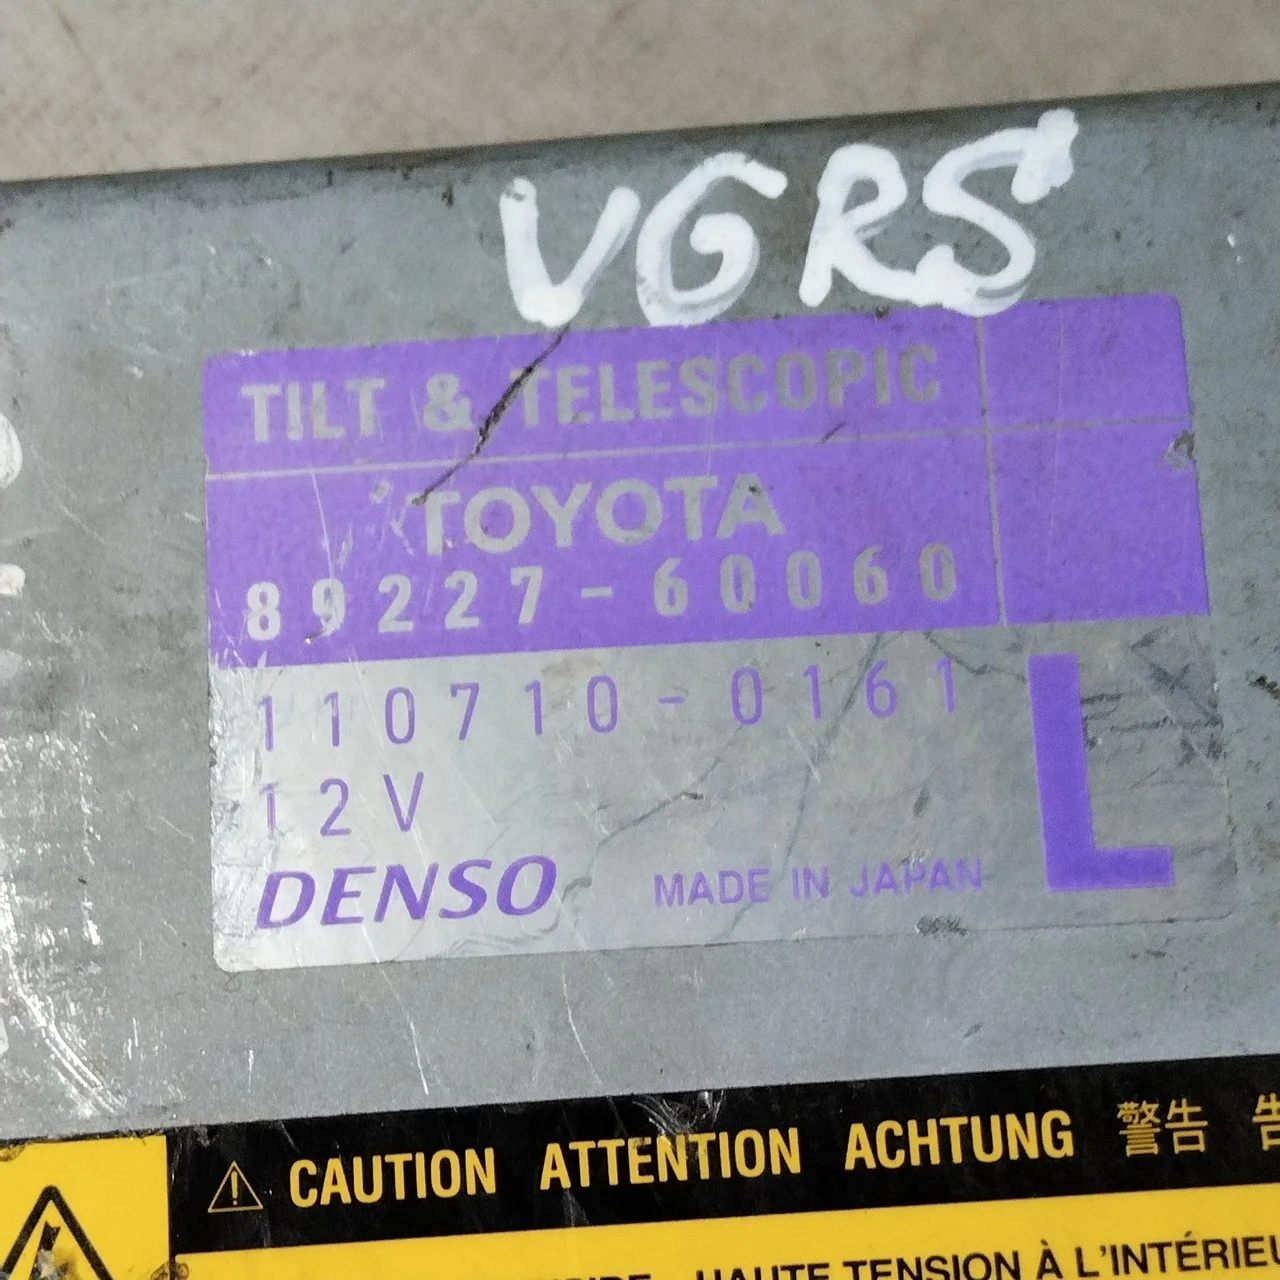 VGRS
TILT & TELESCOPIC
TOYOTA
89227-60060
110710-0161
12V
L
DENSO
MADE IN JAPAN
CAUTION ATTENTION ACHTUNG 警告
HAUTE TENSION À L'INTÉRIEU